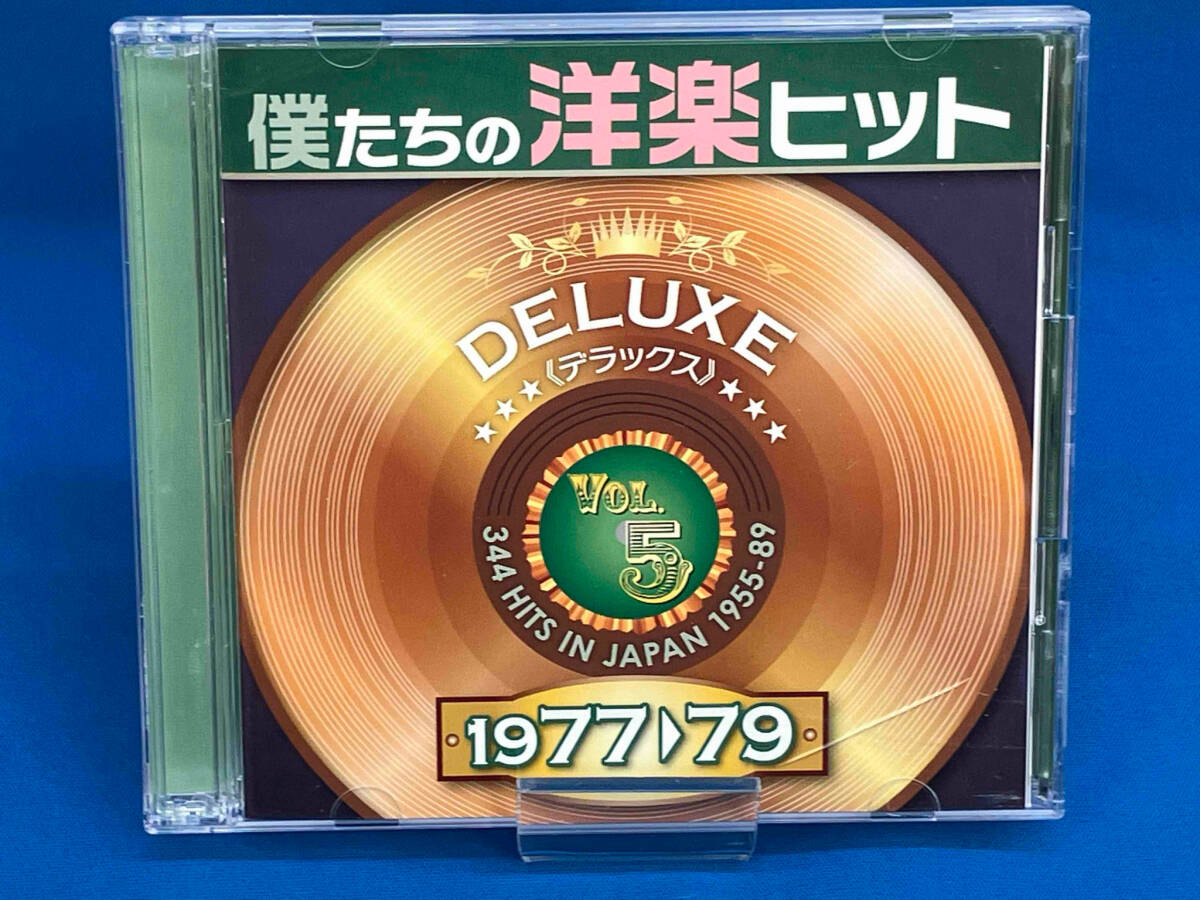 僕たちの洋楽ヒット
DELUXE
《デラックス》
VOL.
5
344 HITS IN JAPAN 1955-89
1977▶79